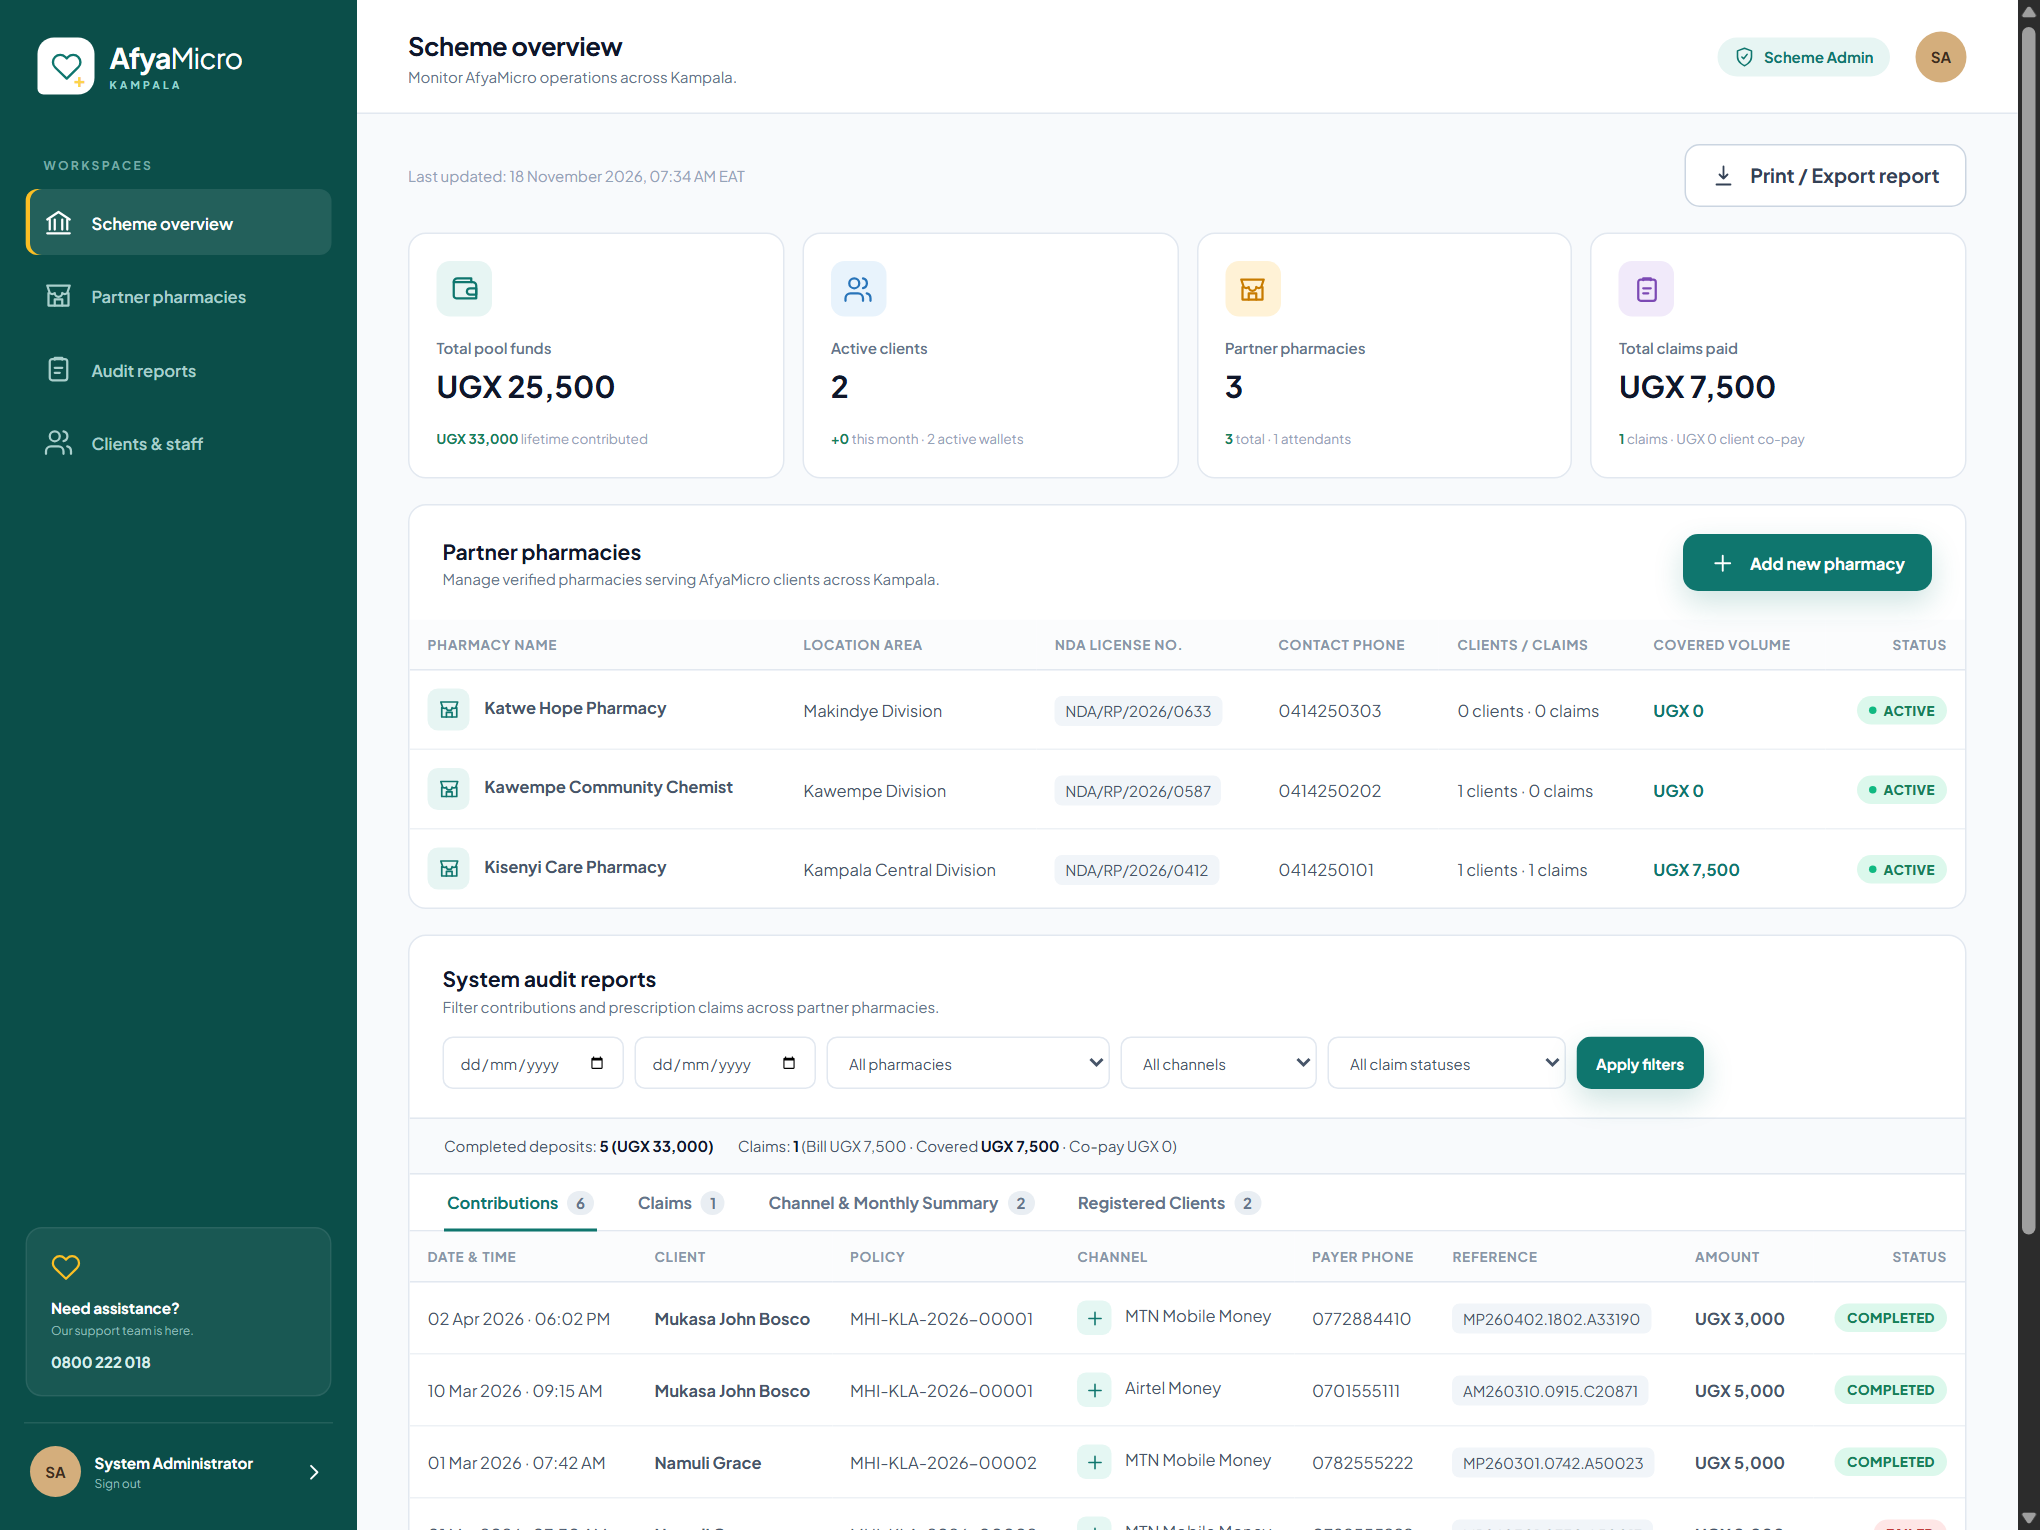 AfyaMicro
KAMPALA
WORKSPACES
Scheme overview
Partner pharmacies
Audit reports
Clients & staff
Need assistance?
Our support team is here.
0800 222 018
SA
System Administrator
Sign out
Scheme overview
Monitor AfyaMicro operations across Kampala.
Scheme Admin
SA
Last updated: 18 November 2026, 07:34 AM EAT
Print / Export report
Total pool funds
UGX 25,500
UGX 33,000 lifetime contributed
Active clients
2
+0 this month · 2 active wallets
Partner pharmacies
3
3 total · 1 attendants
Total claims paid
UGX 7,500
1 claims · UGX 0 client co-pay
Partner pharmacies
Manage verified pharmacies serving AfyaMicro clients across Kampala.
Add new pharmacy
PHARMACY NAME LOCATION AREA NDA LICENSE NO. CONTACT PHONE CLIENTS / CLAIMS COVERED VOLUME STATUS
Katwe Hope Pharmacy Makindye Division NDA/RP/2026/0633 0414250303 0 clients · 0 claims UGX 0 ACTIVE
Kawempe Community Chemist Kawempe Division NDA/RP/2026/0587 0414250202 1 clients · 0 claims UGX 0 ACTIVE
Kisenyi Care Pharmacy Kampala Central Division NDA/RP/2026/0412 0414250101 1 clients · 1 claims UGX 7,500 ACTIVE
System audit reports
Filter contributions and prescription claims across partner pharmacies.
dd/mm/yyyy dd/mm/yyyy All pharmacies All channels All claim statuses Apply filters
Completed deposits: 5 (UGX 33,000) Claims: 1 (Bill UGX 7,500 · Covered UGX 7,500 · Co-pay UGX 0)
Contributions 6 Claims 1 Channel & Monthly Summary 2 Registered Clients 2
DATE & TIME CLIENT POLICY CHANNEL PAYER PHONE REFERENCE AMOUNT STATUS
02 Apr 2026 · 06:02 PM Mukasa John Bosco MHI-KLA-2026-00001 MTN Mobile Money 0772884410 MP260402.1802.A33190 UGX 3,000 COMPLETED
10 Mar 2026 · 09:15 AM Mukasa John Bosco MHI-KLA-2026-00001 Airtel Money 0701555111 AM260310.0915.C20871 UGX 5,000 COMPLETED
01 Mar 2026 · 07:42 AM Namuli Grace MHI-KLA-2026-00002 MTN Mobile Money 0782555222 MP260301.0742.A50023 UGX 5,000 COMPLETED